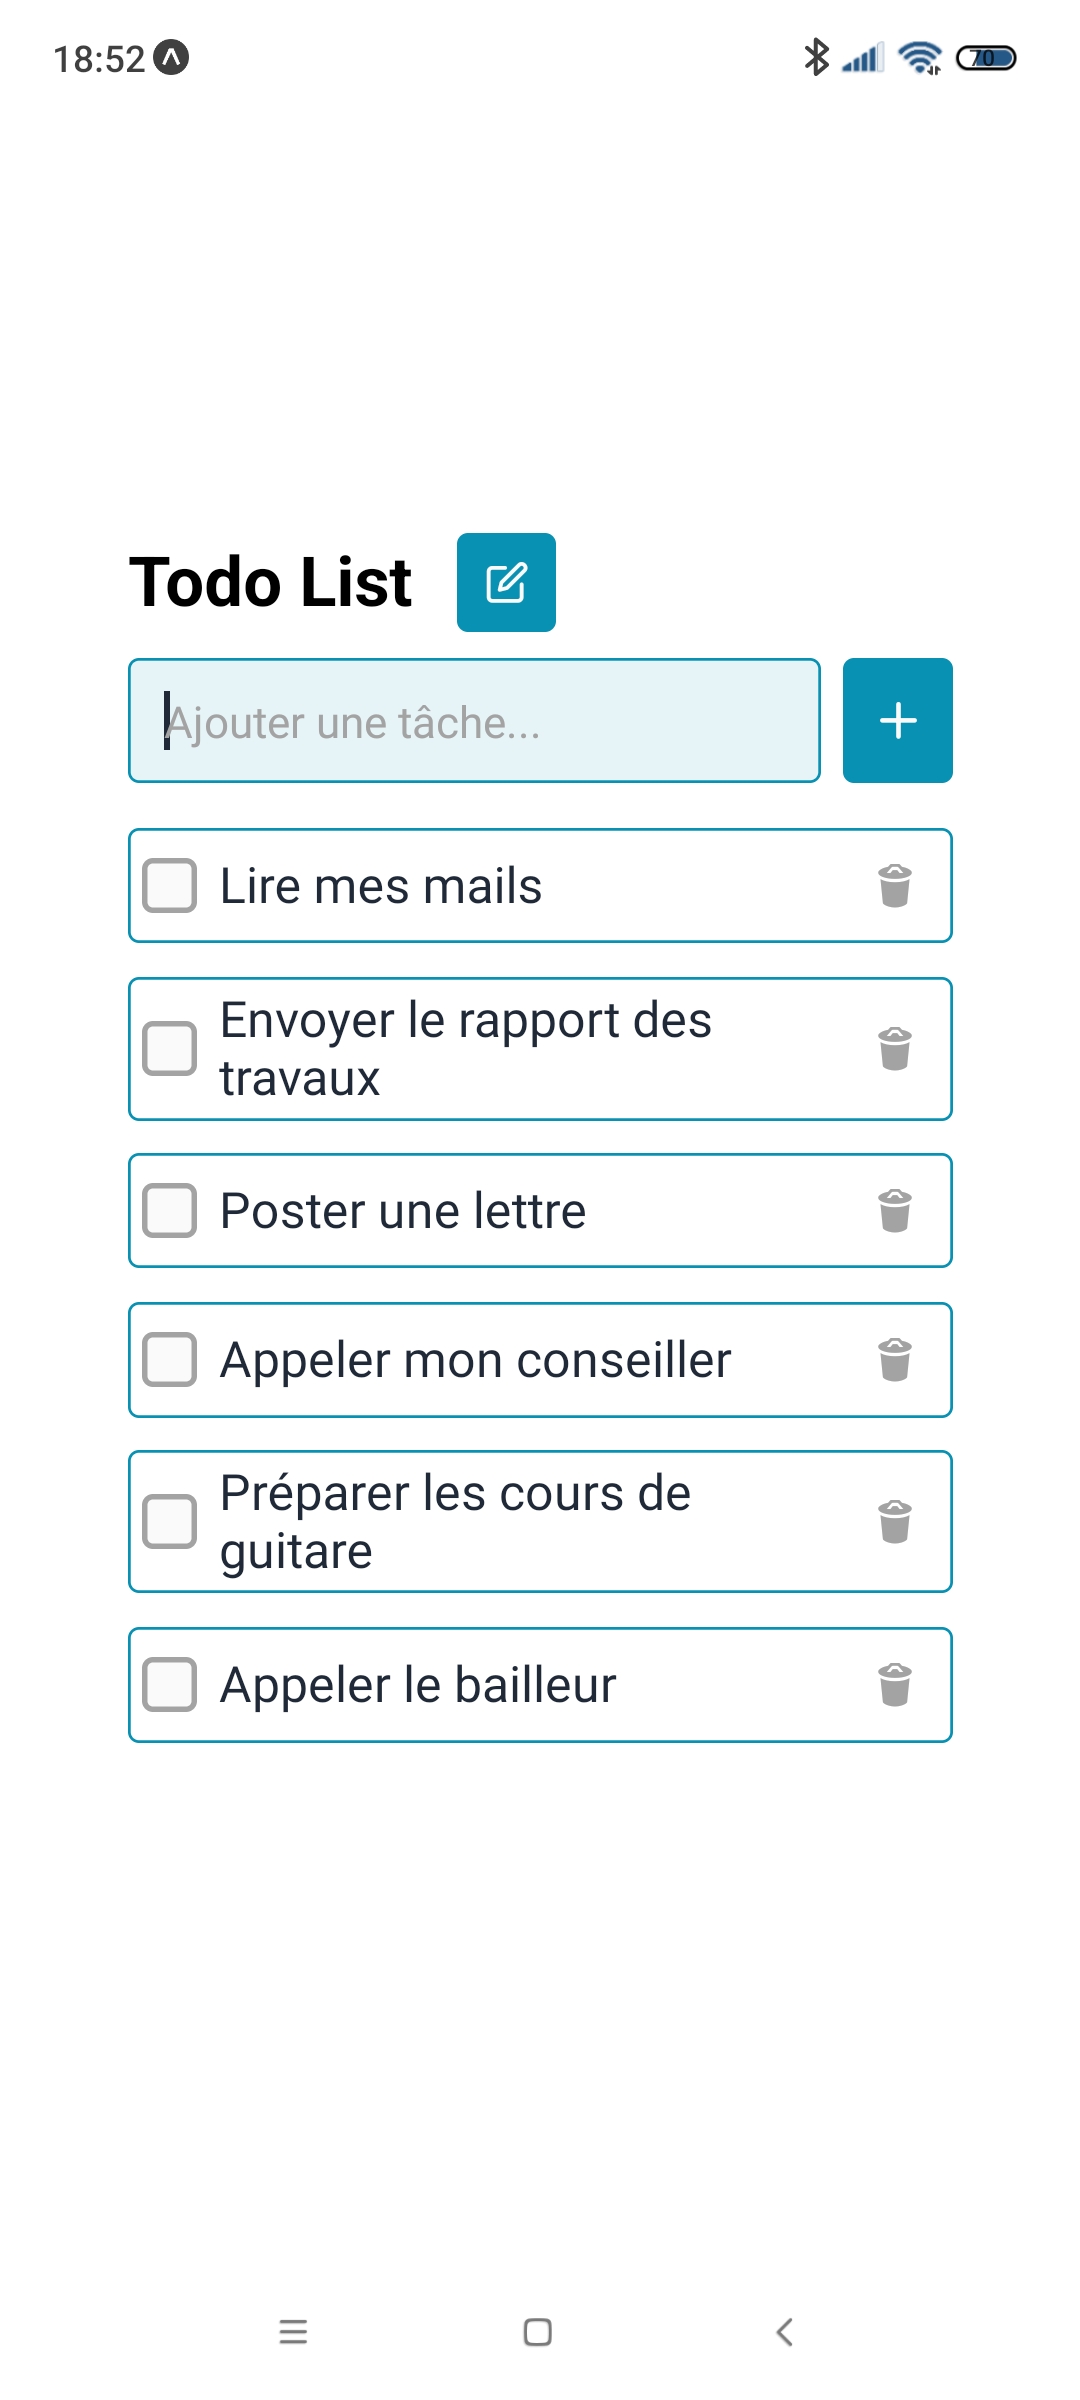 18:52
70
Todo List
Ajouter une tâche...
Lire mes mails
Envoyer le rapport des
travaux
Poster une lettre
Appeler mon conseiller
Préparer les cours de
guitare
Appeler le bailleur